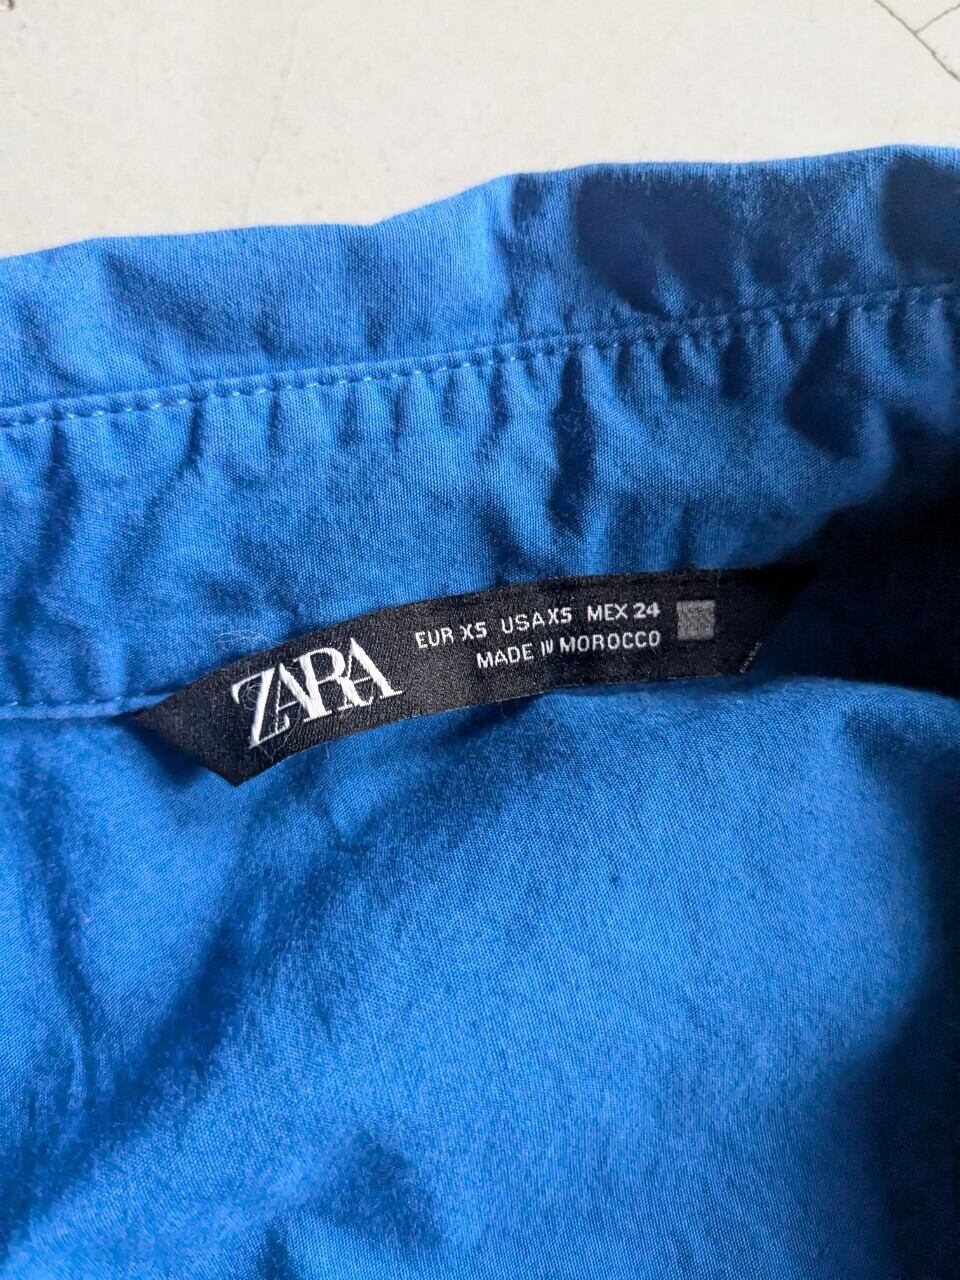 ZARA
EUR XS USA XS MEX 24
MADE IN MOROCCO